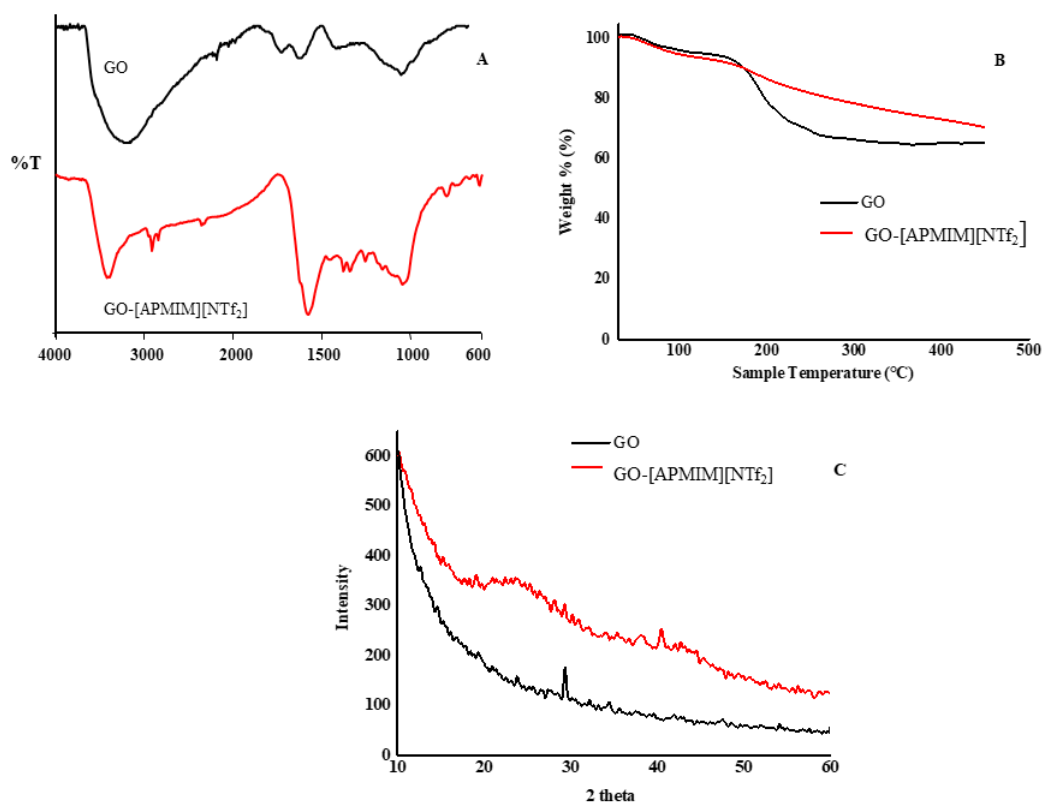 GO
A
%T
GO-[APMIM][NTf₂]
4000 3000 2000 1500 1000 600
100
80
60
40
20
0
Weight % (%)
B
GO
GO-[APMIM][NTf₂]
100 200 300 400 500
Sample Temperature (°C)
GO
GO-[APMIM][NTf₂]
C
600
500
400
300
200
100
0
Intensity
10 20 30 40 50 60
2 theta